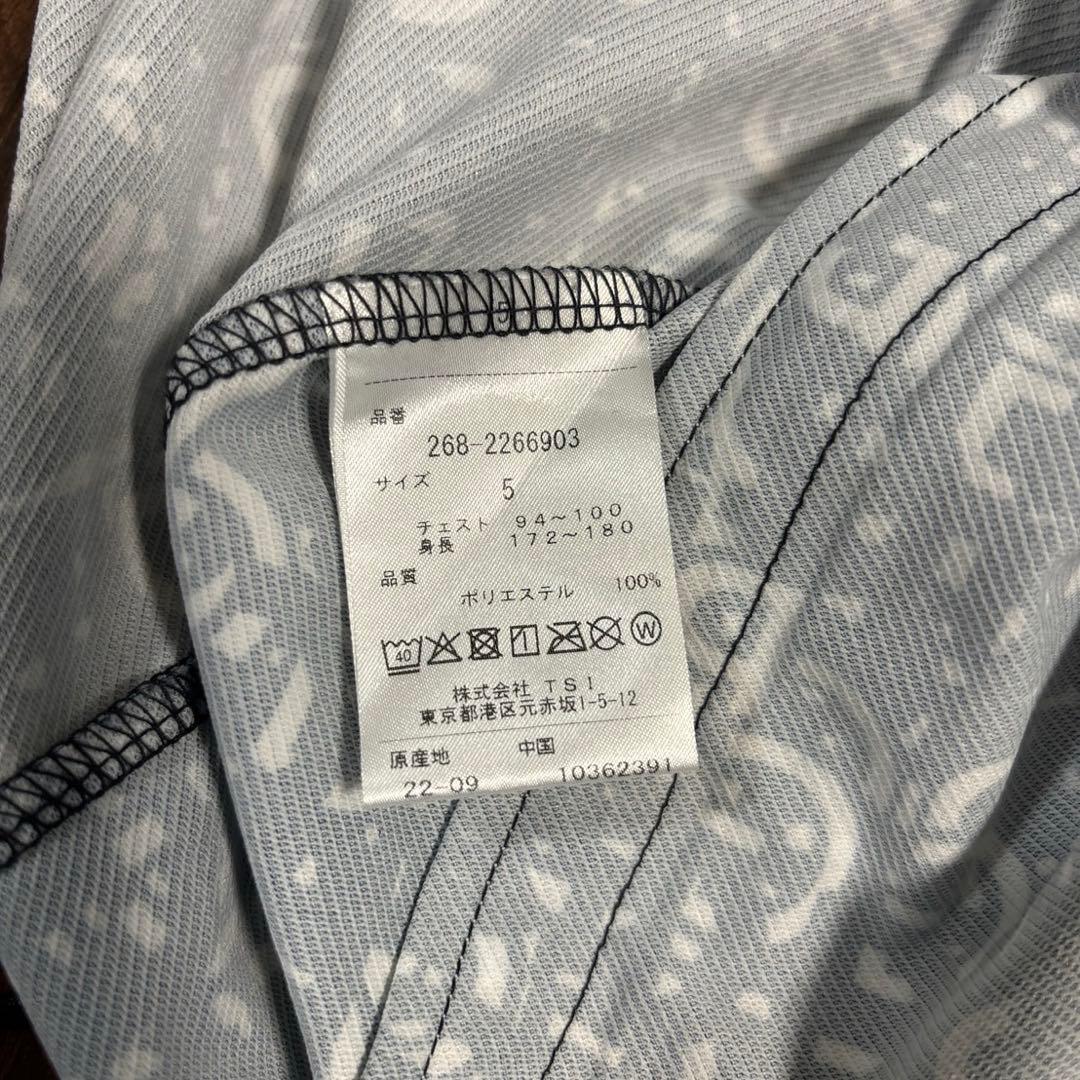 5
品番
268-2266903
サイズ
5
チェスト 94～100
身長 172～180
品質
ポリエステル 100%
40 W
株式会社 TSI
東京都港区元赤坂1-5-12
原産地 中国
22-09 10362391